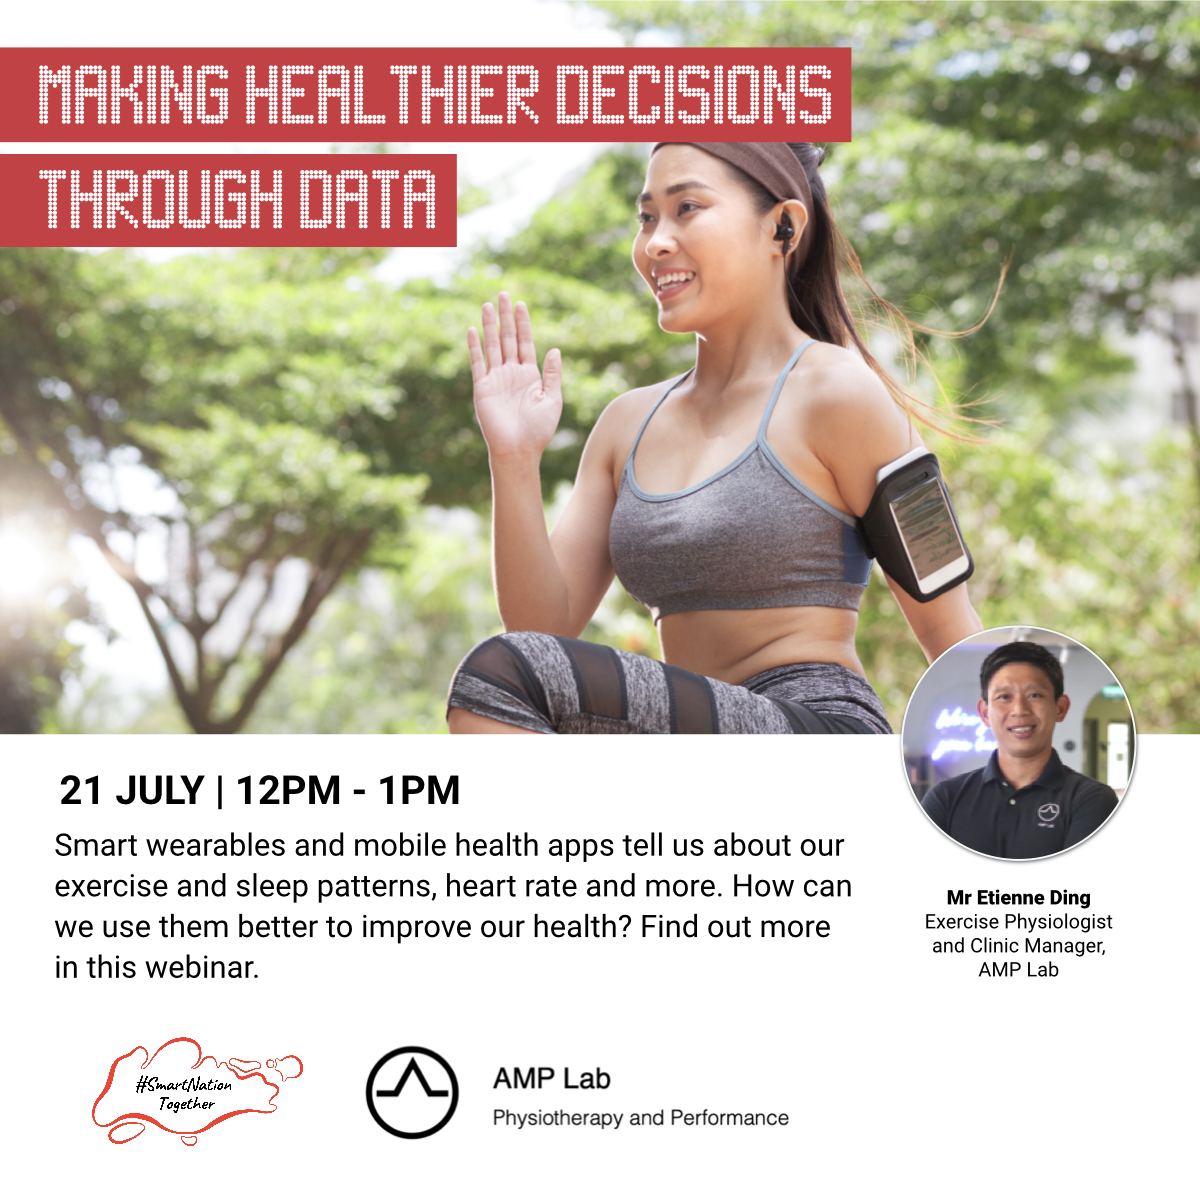 MAKING HEALTHIER DECISIONS
THROUGH DATA
21 JULY | 12PM - 1PM
Smart wearables and mobile health apps tell us about our
exercise and sleep patterns, heart rate and more. How can
we use them better to improve our health? Find out more
in this webinar.
Mr Etienne Ding
Exercise Physiologist
and Clinic Manager,
AMP Lab
#SmartNation
Together
AMP Lab
Physiotherapy and Performance